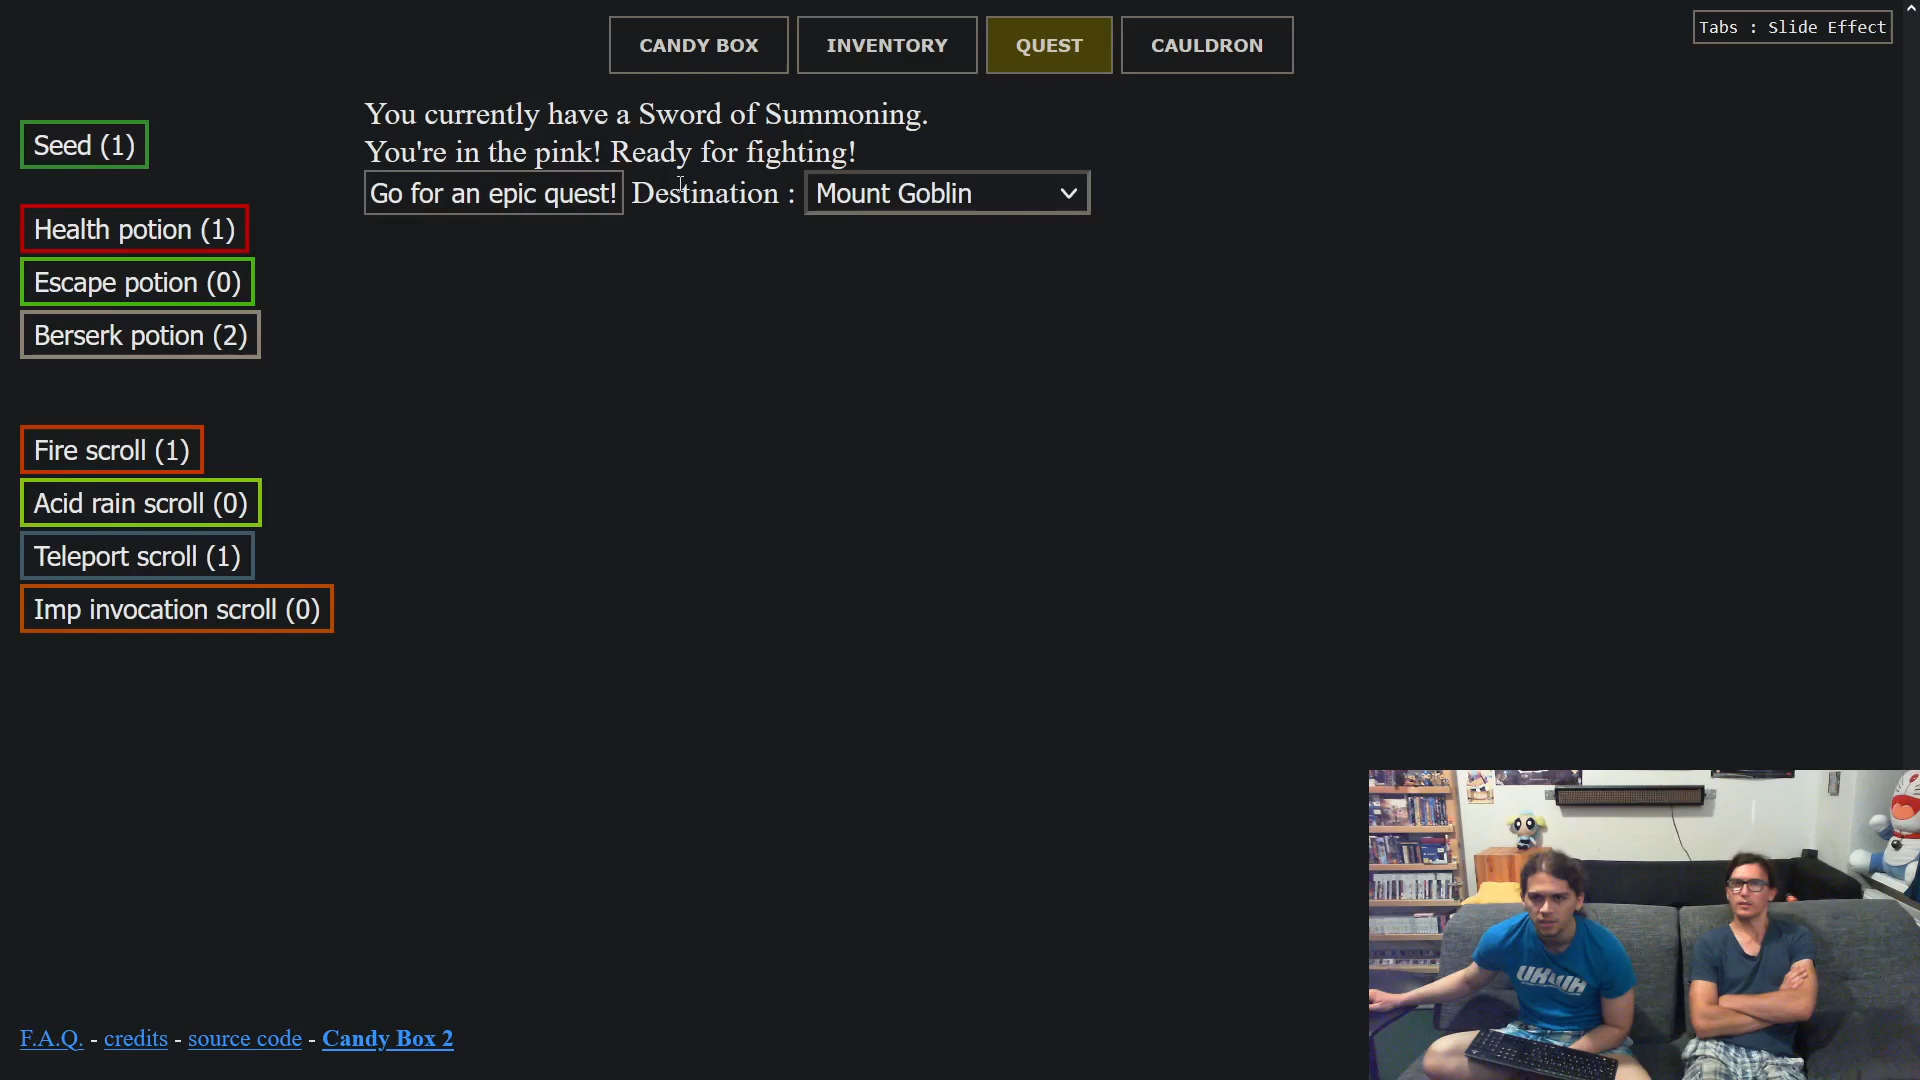 CANDY BOX
INVENTORY
QUEST
CAULDRON
Tabs : Slide Effect
You currently have a Sword of Summoning.
You're in the pink! Ready for fighting!
Go for an epic quest! Destination : Mount Goblin
Seed (1)
Health potion (1)
Escape potion (0)
Berserk potion (2)
Fire scroll (1)
Acid rain scroll (0)
Teleport scroll (1)
Imp invocation scroll (0)
F.A.Q. - credits - source code - Candy Box 2